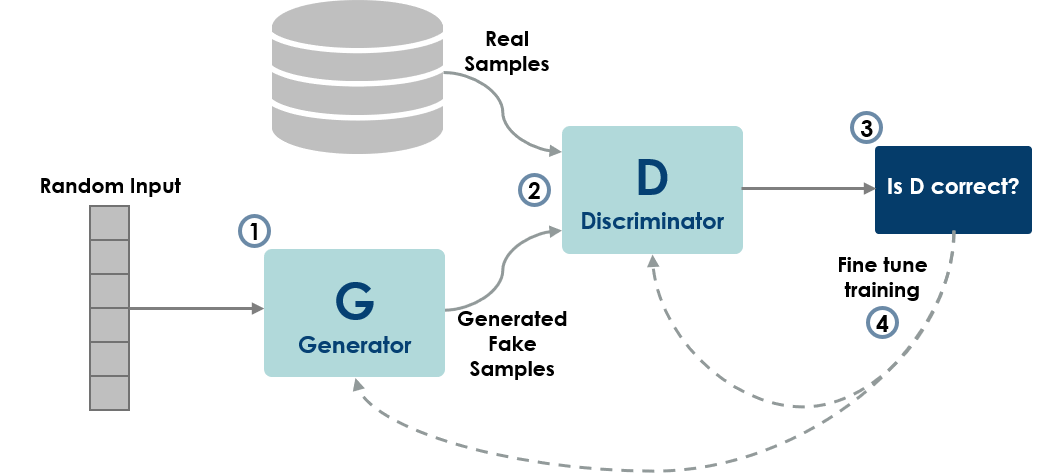 Real
Samples
3
D
Discriminator
Is D correct?
2
Random Input
1
G
Generator
Generated
Fake
Samples
Fine tune
training
4